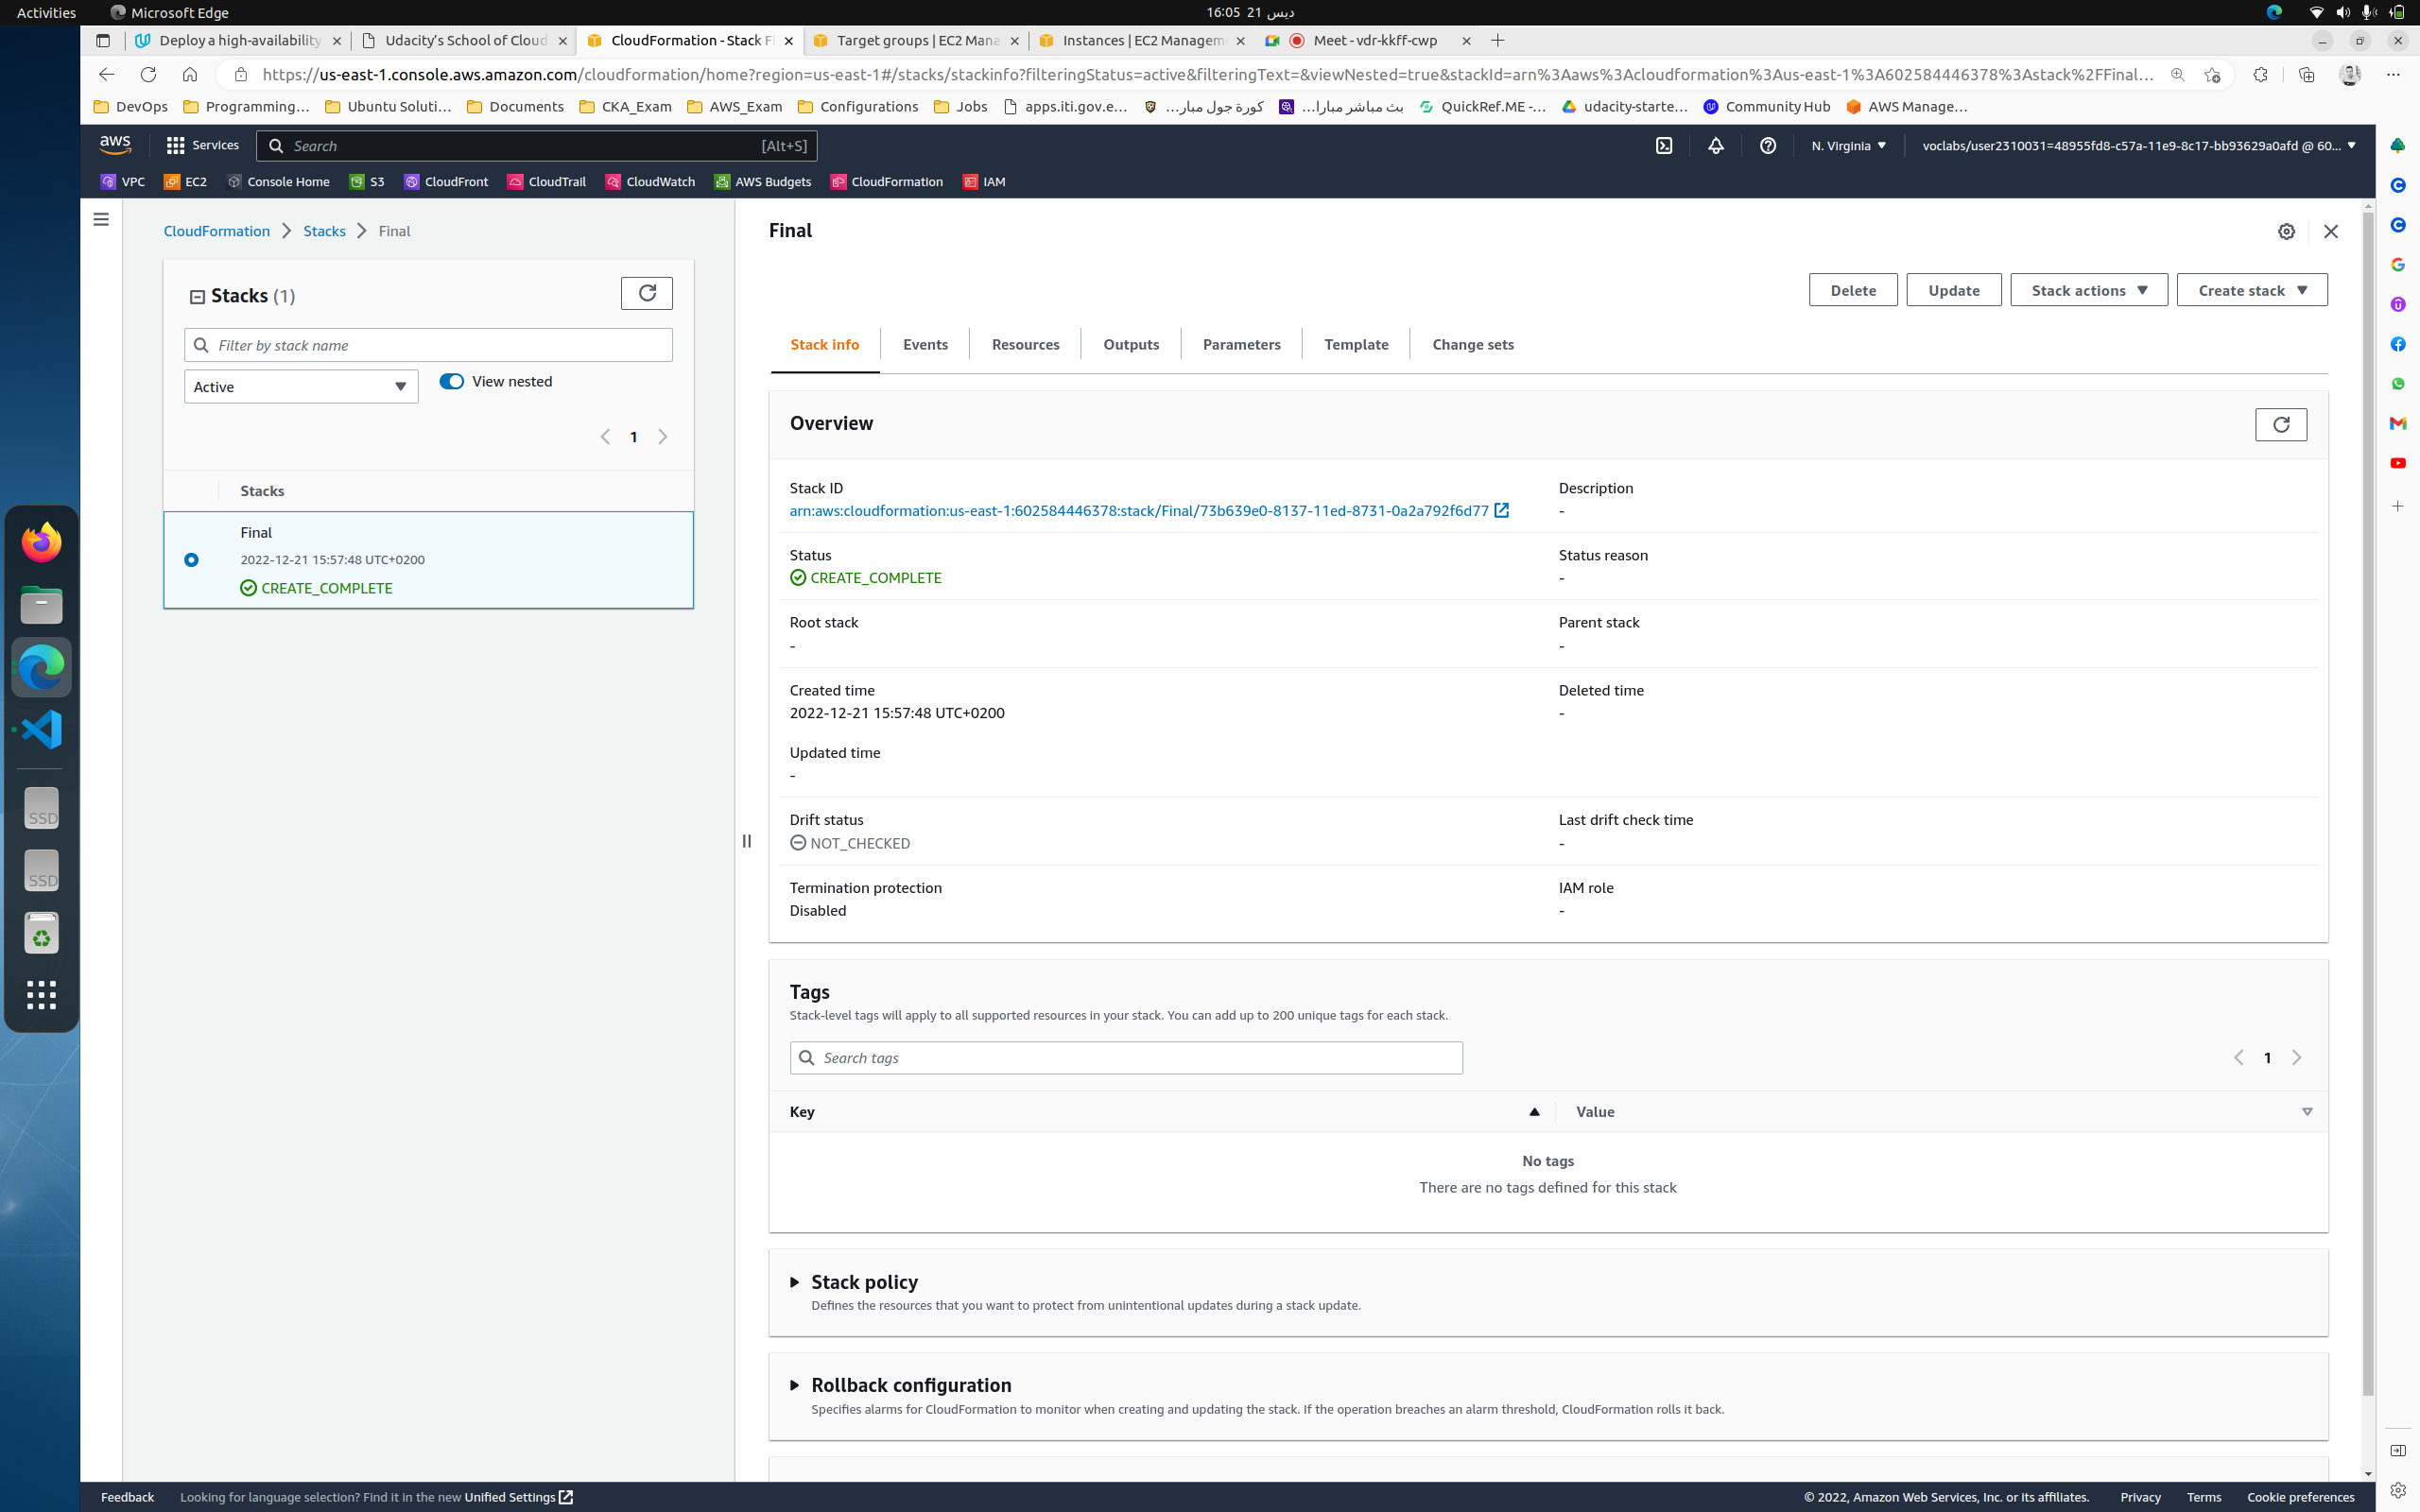 Activities
Microsoft Edge
16:05 21 ديس
Deploy a high-availability
Udacity's School of Cloud
CloudFormation - Stack Fi
Target groups | EC2 Mana
Instances | EC2 Managem
Meet - vdr-kkff-cwp
https://us-east-1.console.aws.amazon.com/cloudformation/home?region=us-east-1#/stacks/stackinfo?filteringStatus=active&filteringText=&viewNested=true&stackId=arn%3Aaws%3Acloudformation%3Aus-east-1%3A602584446378%3Astack%2FFinal...
DevOps
Programming...
Ubuntu Soluti...
Documents
CKA_Exam
AWS_Exam
Configurations
Jobs
apps.iti.gov.e...
كورة جول مبار...
بث مباشر مبارا...
QuickRef.ME -...
udacity-starte...
Community Hub
AWS Manage...
aws
Services
Search
[Alt+S]
N. Virginia
voclabs/user2310031=48955fd8-c57a-11e9-8c17-bb93629a0afd @ 60...
VPC
EC2
Console Home
S3
CloudFront
CloudTrail
CloudWatch
AWS Budgets
CloudFormation
IAM
CloudFormation
Stacks
Final
Stacks (1)
Filter by stack name
Active
View nested
1
Stacks
Final
2022-12-21 15:57:48 UTC+0200
CREATE_COMPLETE
Final
Delete
Update
Stack actions
Create stack
Stack info
Events
Resources
Outputs
Parameters
Template
Change sets
Overview
Stack ID
arn:aws:cloudformation:us-east-1:602584446378:stack/Final/73b639e0-8137-11ed-8731-0a2a792f6d77
Description
-
Status
CREATE_COMPLETE
Status reason
-
Root stack
-
Parent stack
-
Created time
2022-12-21 15:57:48 UTC+0200
Deleted time
-
Updated time
-
Drift status
NOT_CHECKED
Last drift check time
-
Termination protection
Disabled
IAM role
-
Tags
Stack-level tags will apply to all supported resources in your stack. You can add up to 200 unique tags for each stack.
Search tags
1
Key
Value
No tags
There are no tags defined for this stack
Stack policy
Defines the resources that you want to protect from unintentional updates during a stack update.
Rollback configuration
Specifies alarms for CloudFormation to monitor when creating and updating the stack. If the operation breaches an alarm threshold, CloudFormation rolls it back.
SSD
SSD
Feedback
Looking for language selection? Find it in the new Unified Settings
© 2022, Amazon Web Services, Inc. or its affiliates.
Privacy
Terms
Cookie preferences